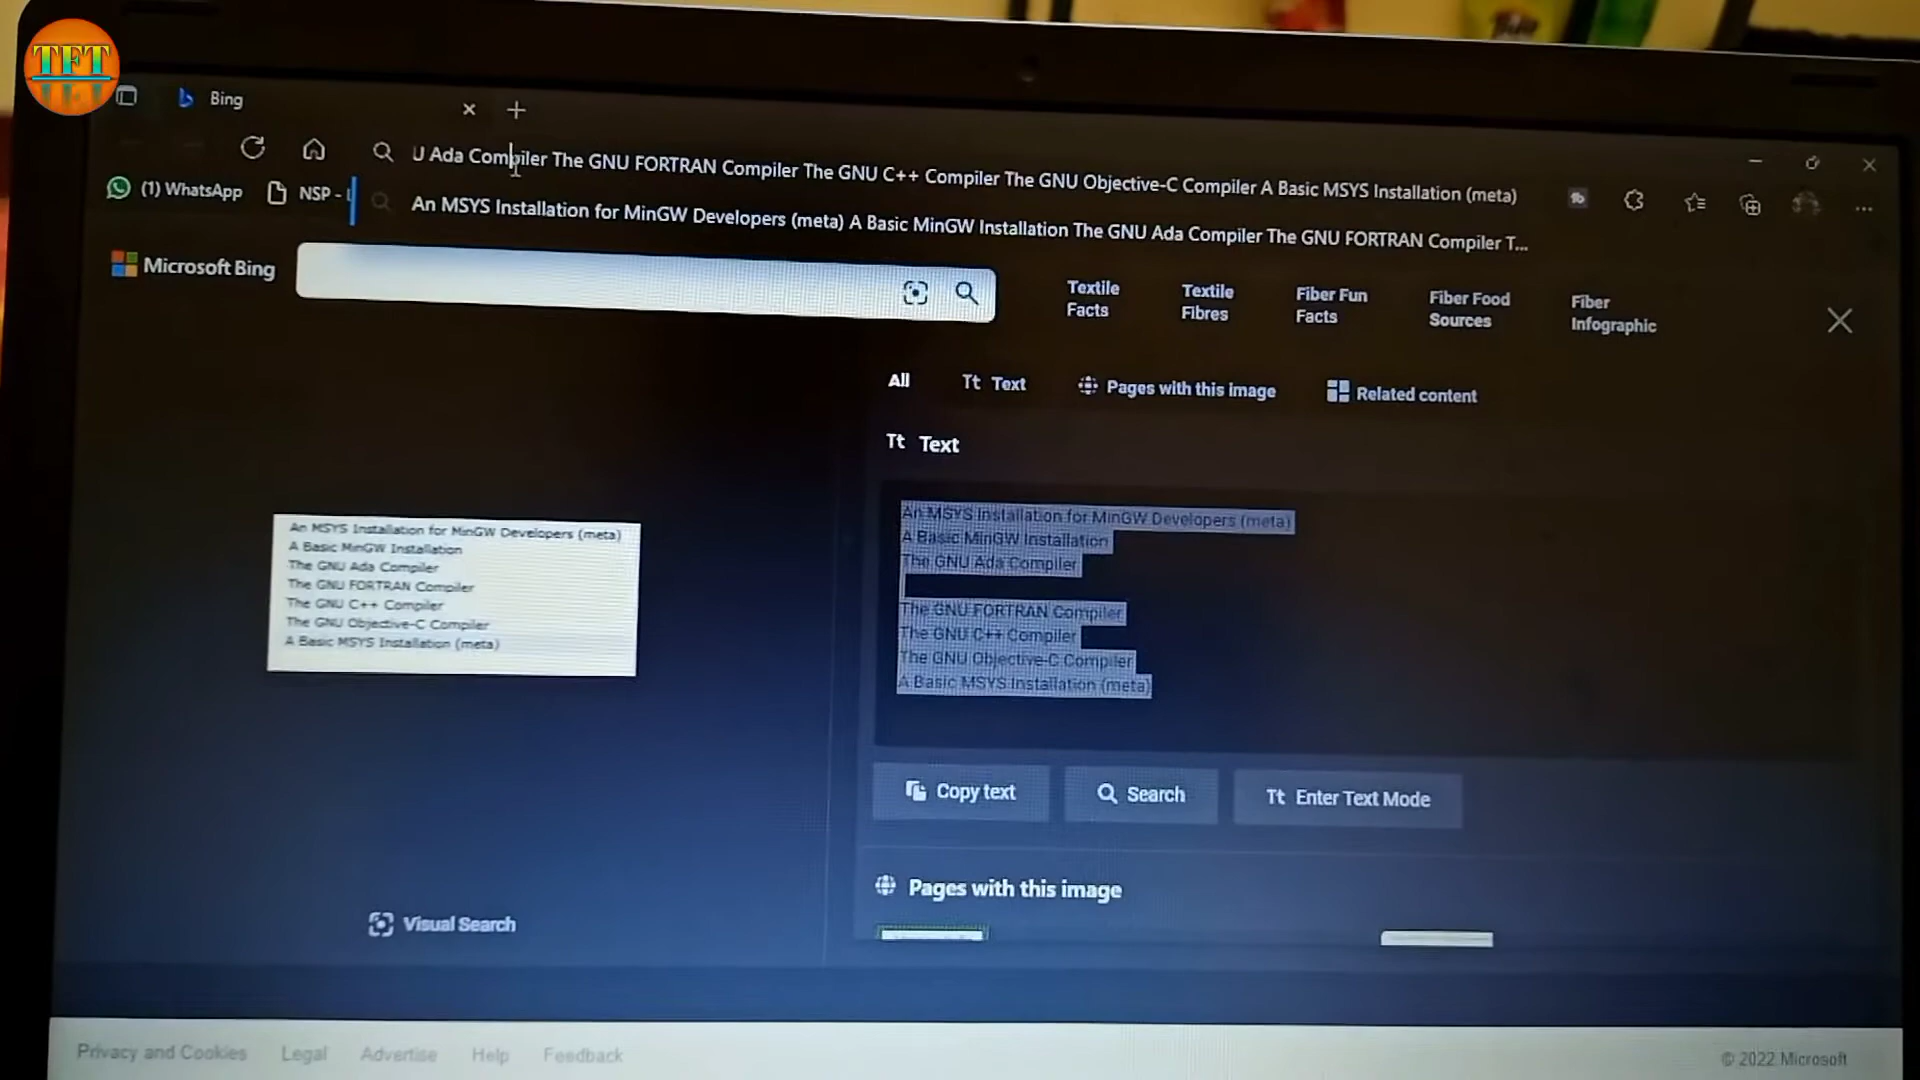 TFT
Bing
U Ada Compiler The GNU FORTRAN Compiler The GNU C++ Compiler The GNU Objective-C Compiler A Basic MSYS Installation (meta)
(1) WhatsApp
NSP -
An MSYS Installation for MinGW Developers (meta) A Basic MinGW Installation The GNU Ada Compiler The GNU FORTRAN Compiler T...
Microsoft Bing
Textile Facts
Textile Fibres
Fiber Fun Facts
Fiber Food Sources
Fiber Infographic
All
Tt Text
Pages with this image
Related content
Tt Text
An MSYS Installation for MinGW Developers (meta)
A Basic MinGW Installation
The GNU Ada Compiler
The GNU FORTRAN Compiler
The GNU C++ Compiler
The GNU Objective-C Compiler
A Basic MSYS Installation (meta)
An MSYS Installation for MinGW Developers (meta)
A Basic MinGW Installation
The GNU Ada Compiler
The GNU FORTRAN Compiler
The GNU C++ Compiler
The GNU Objective-C Compiler
A Basic MSYS Installation (meta)
Copy text
Search
Tt Enter Text Mode
Pages with this image
Visual Search
Privacy and Cookies
Legal
Advertise
Help
Feedback
© 2022 Microsoft